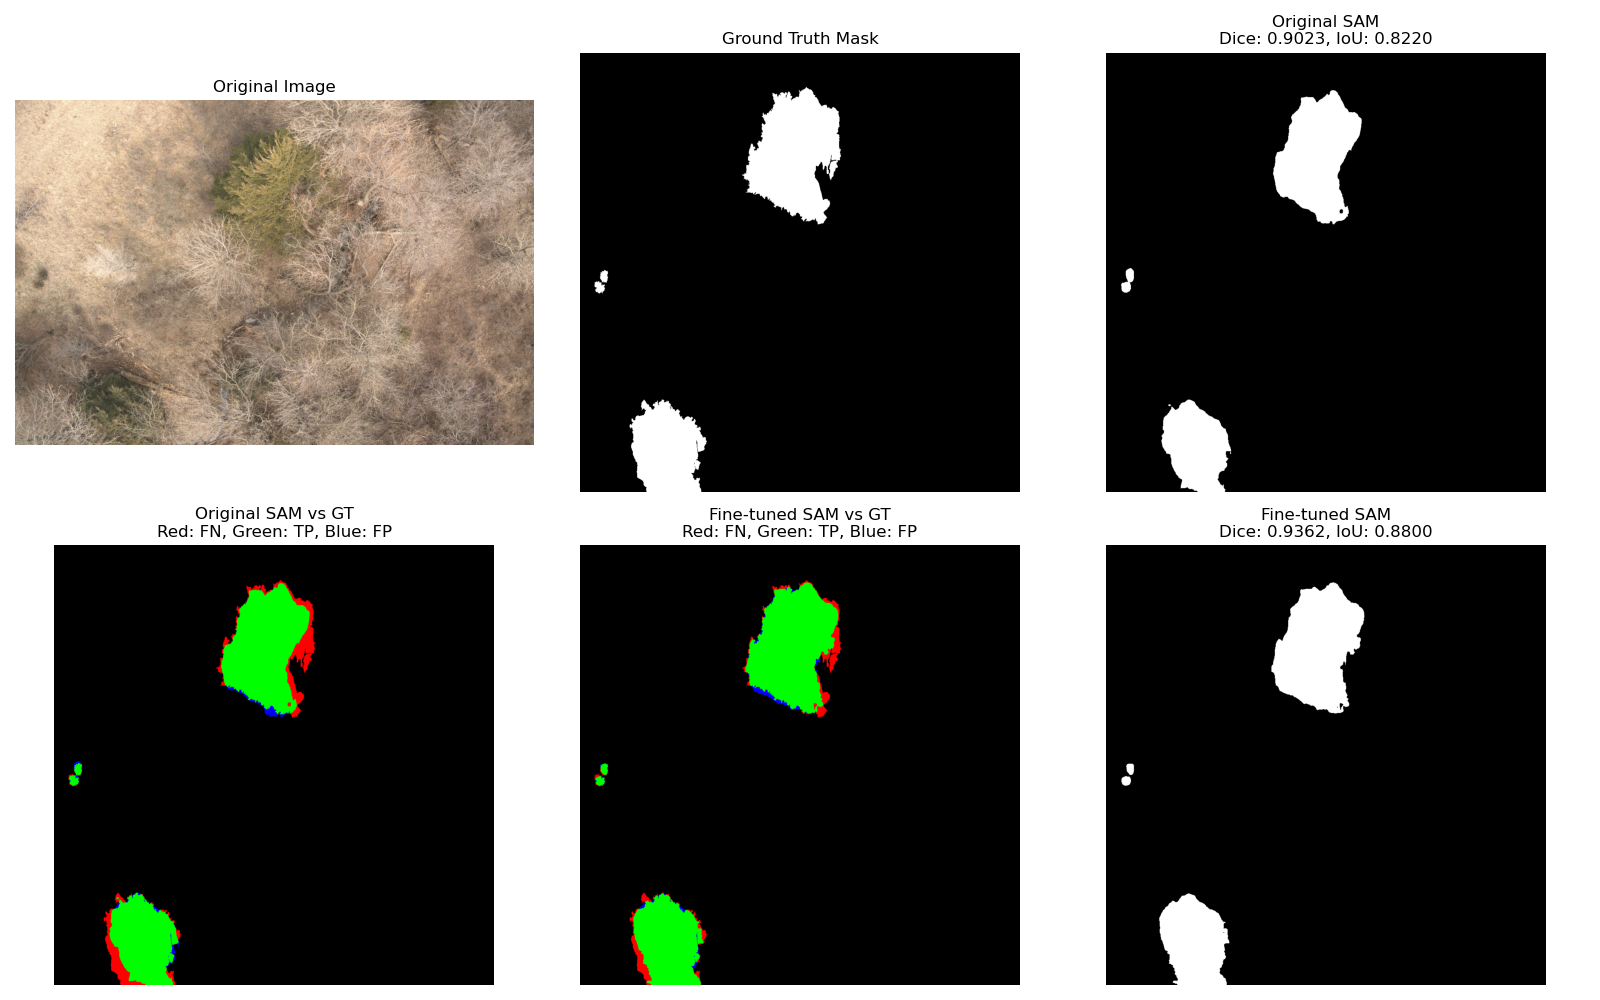 Original Image
Ground Truth Mask
Original SAM
Dice: 0.9023, IoU: 0.8220
Original SAM vs GT
Red: FN, Green: TP, Blue: FP
Fine-tuned SAM vs GT
Red: FN, Green: TP, Blue: FP
Fine-tuned SAM
Dice: 0.9362, IoU: 0.8800